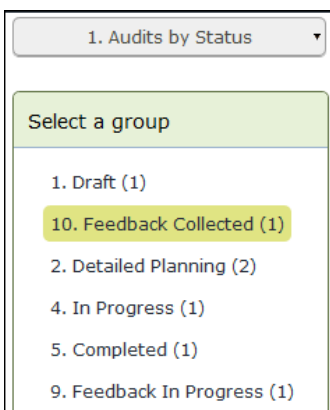 1. Audits by Status
Select a group
1. Draft (1)
10. Feedback Collected (1)
2. Detailed Planning (2)
4. In Progress (1)
5. Completed (1)
9. Feedback In Progress (1)